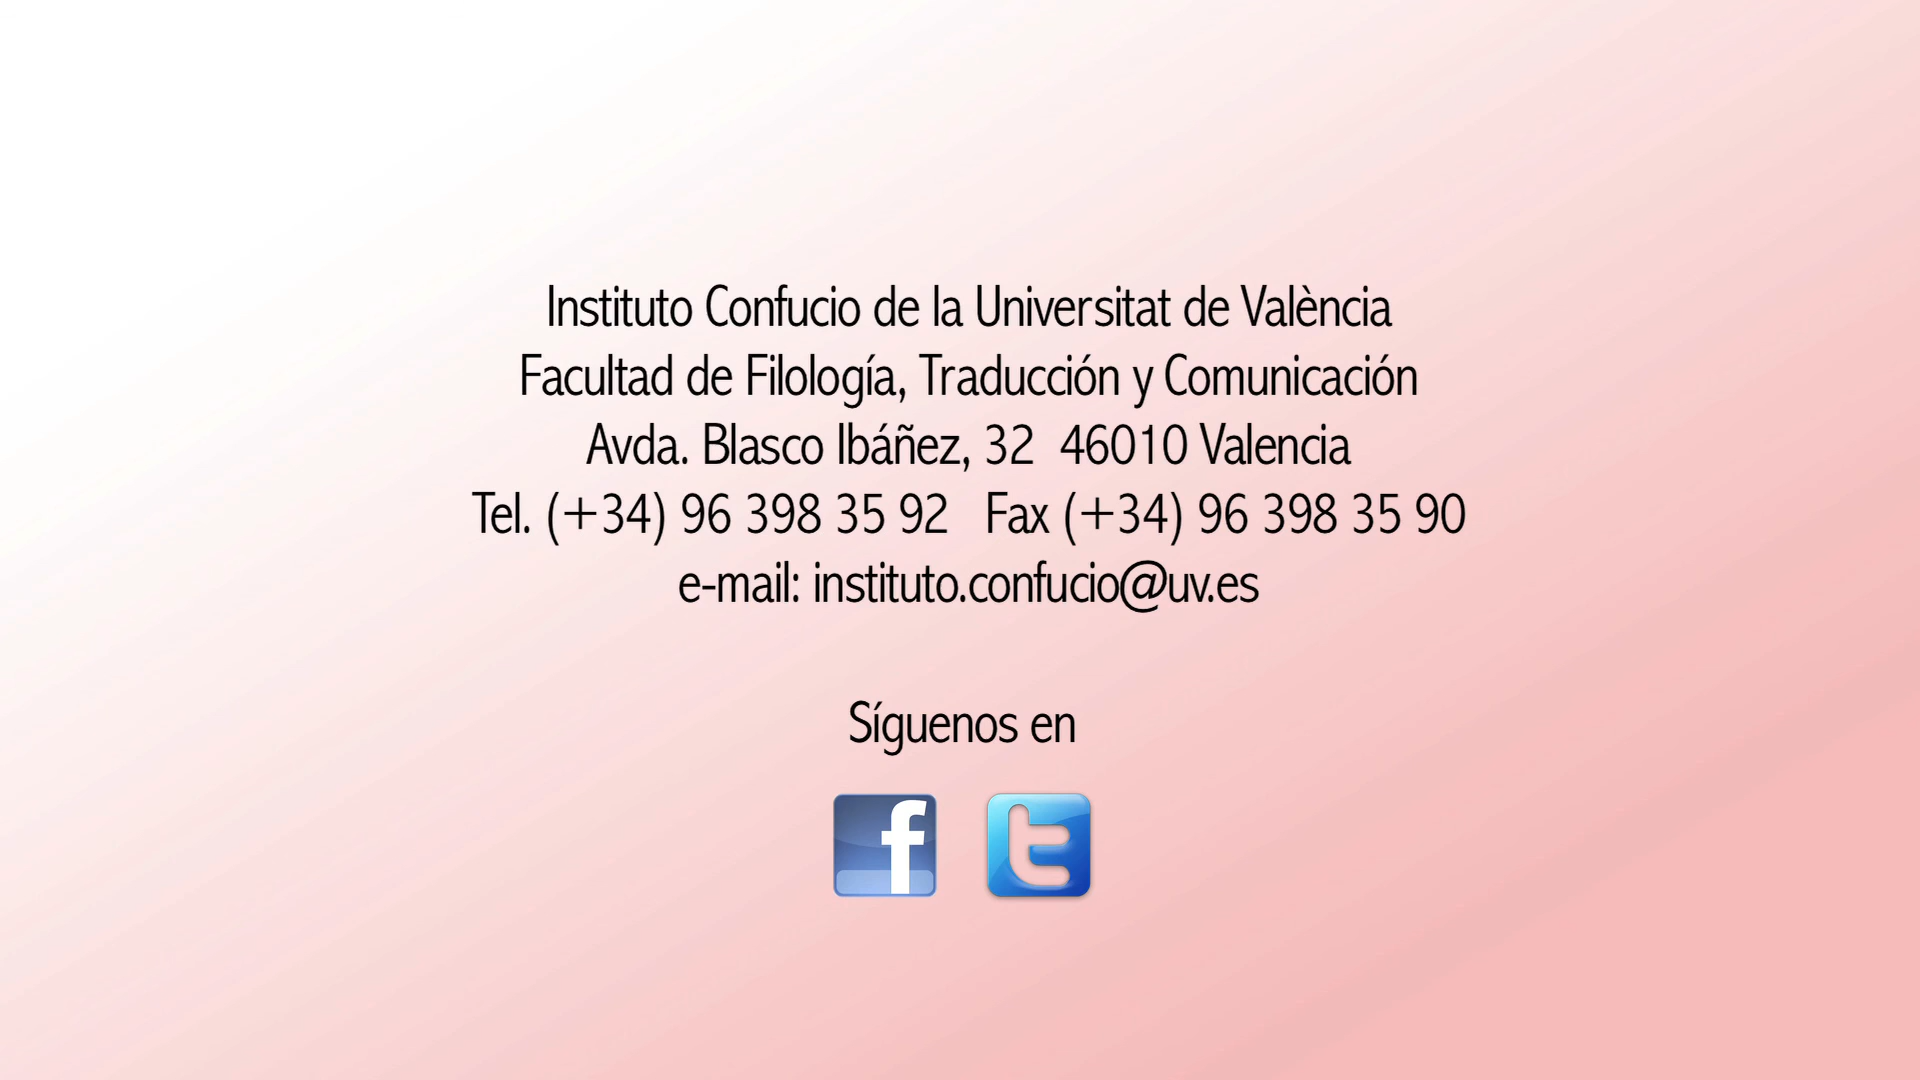 Instituto Confucio de la Universitat de València
Facultad de Filología, Traducción y Comunicación
Avda. Blasco Ibáñez, 32  46010 Valencia
Tel. (+34) 96 398 35 92   Fax (+34) 96 398 35 90
e-mail: instituto.confucio@uv.es
Síguenos en
f t